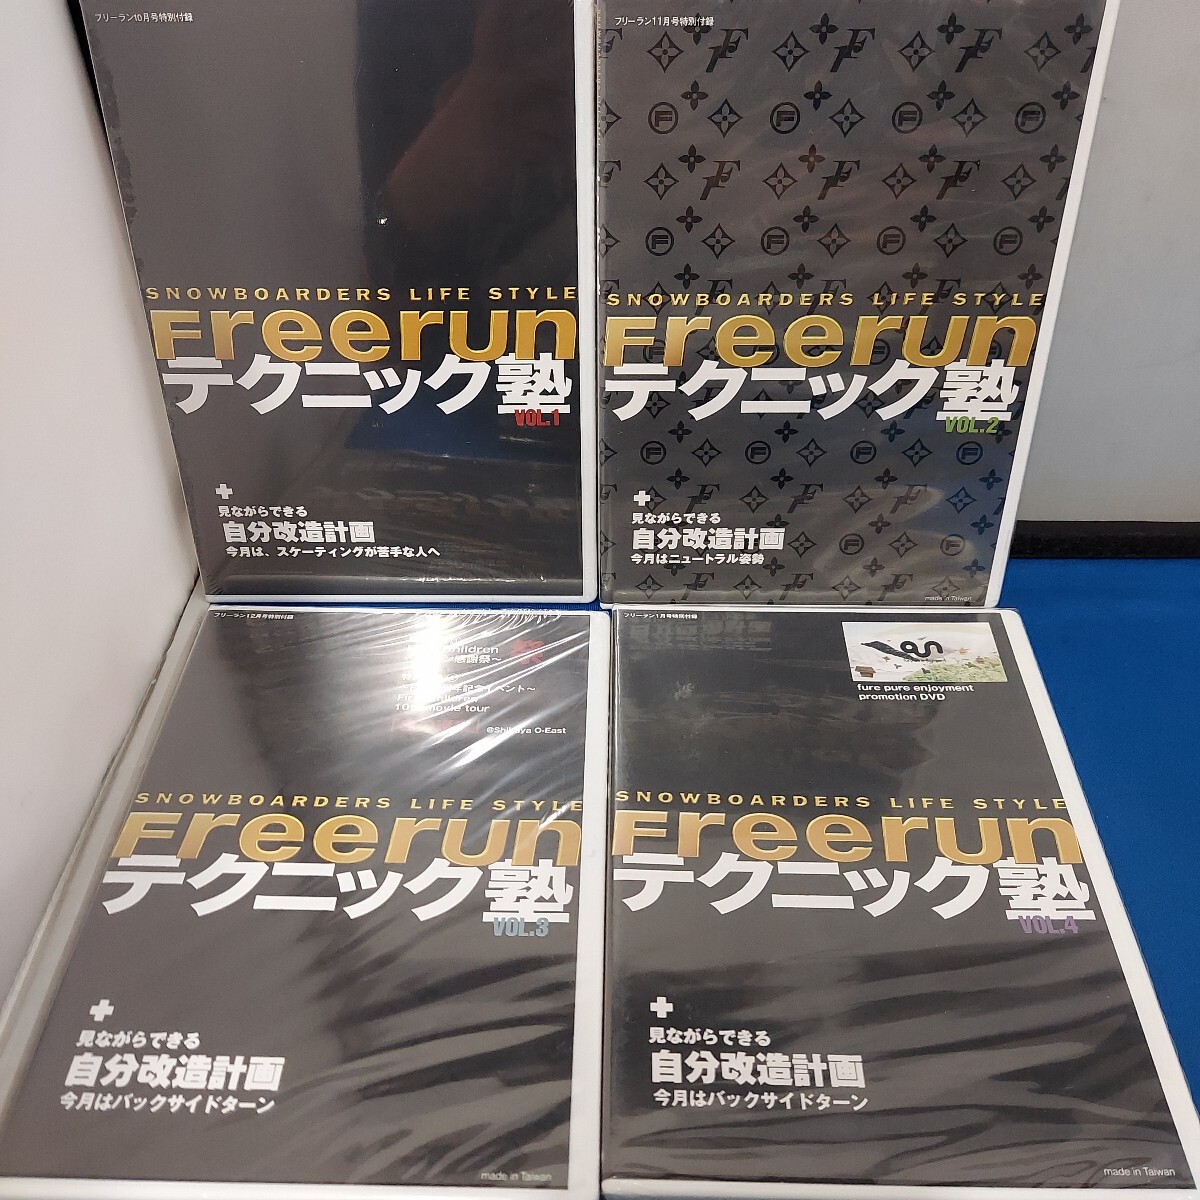 フリーラン10月号特別付録
SNOWBOARDERS LIFE STYLE
Freerun
テクニック塾
VOL.1
見ながらできる
自分改造計画
今月は、スケーティングが苦手な人へ
フリーラン11月号特別付録
SNOWBOARDERS LIFE STYLE
Freerun
テクニック塾
VOL.2
見ながらできる
自分改造計画
今月はニュートラル姿勢
made in Taiwan
フリーラン12月号特別付録
感謝祭～
movie tour
@Shibuya O-East
SNOWBOARDERS LIFE STYLE
Freerun
テクニック塾
VOL.3
見ながらできる
自分改造計画
今月はバックサイドターン
made in Taiwan
フリーラン1月号特別付録
fure pure enjoyment
promotion DVD
SNOWBOARDERS LIFE STYLE
Freerun
テクニック塾
VOL.4
見ながらできる
自分改造計画
今月はバックサイドターン
made in Taiwan